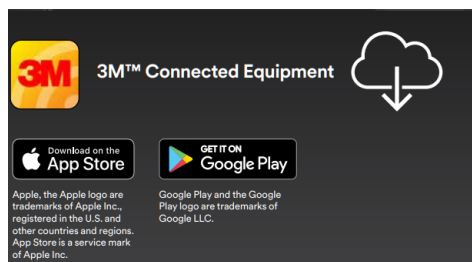 3M
3M™ Connected Equipment
Download on the
App Store
GET IT ON
Google Play
Apple, the Apple logo are
trademarks of Apple Inc.,
registered in the U.S. and
other countries and regions.
App Store is a service mark
of Apple Inc.
Google Play and the Google
Play logo are trademarks of
Google LLC.